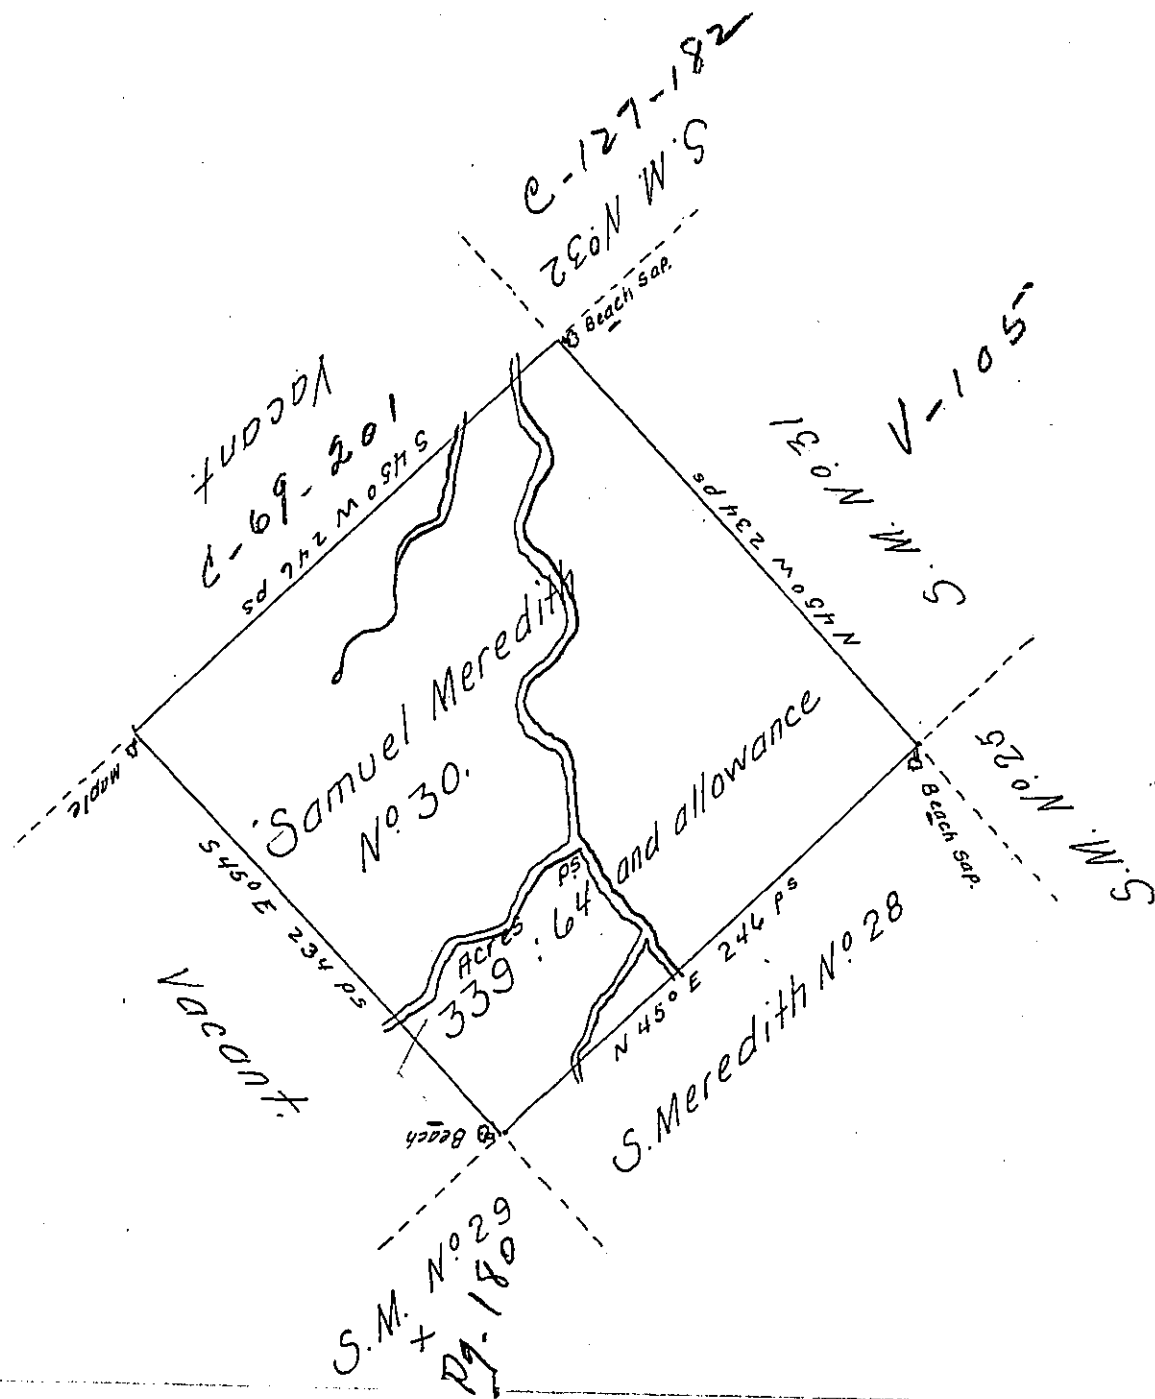 C-127-182
S.M. No. 32
Beach Sap.
Vacant.
C-69-201
S 45° W 246 ps
V-105
S. M. No. 31
N 45° W 234 ps
Samuel Meredith
No. 30.
Maple
S 45° E 234 ps
Acres ps
339 : 64 and allowance
Beach Sap.
S.M. No. 25
N 45° E 246 ps
S. Meredith No. 28
Vacant.
Beach
S.M. No. 29
+
Pg. 180